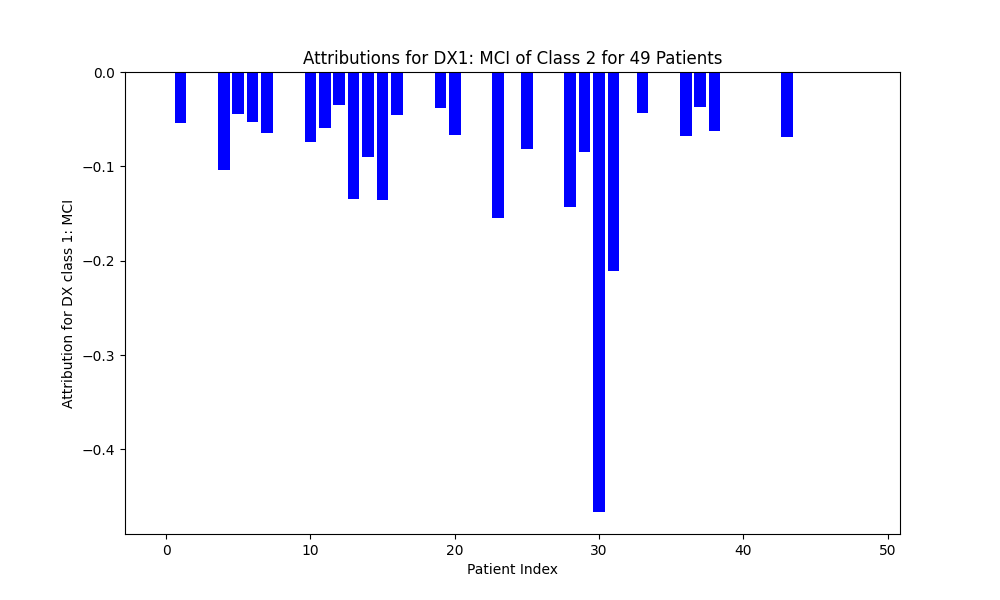 Attributions for DX1: MCI of Class 2 for 49 Patients
Attribution for DX class 1: MCI
0.0
−0.1
−0.2
−0.3
−0.4
0 10 20 30 40 50
Patient Index